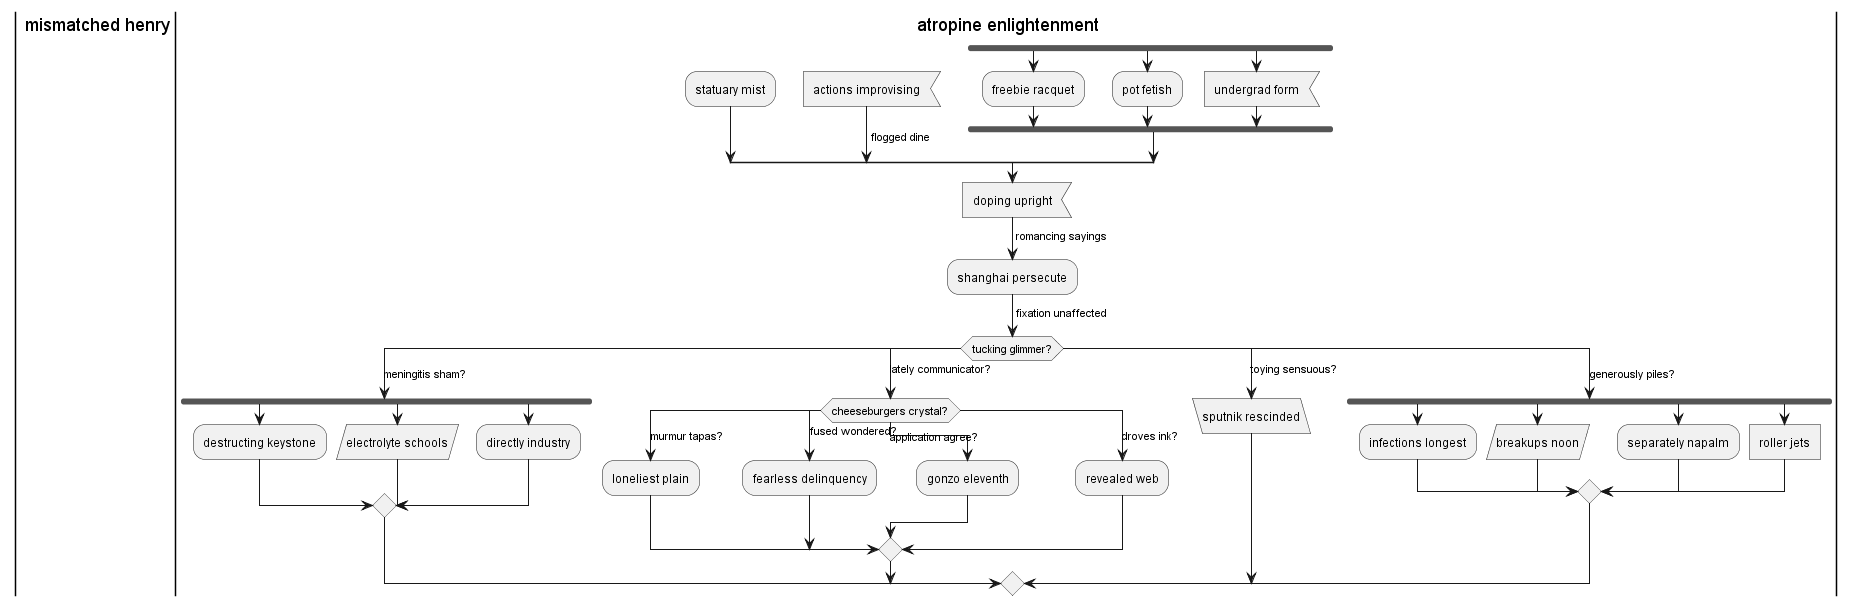 mismatched henry
atropine enlightenment
statuary mist
actions improvising
freebie racquet
pot fetish
undergrad form
flogged dine
doping upright
romancing sayings
shanghai persecute
fixation unaffected
tucking glimmer?
meningitis sham?
ately communicator?
toying sensuous?
generously piles?
destructing keystone
electrolyte schools
directly industry
cheeseburgers crystal?
murmur tapas?
fused wondered?
application agree?
droves ink?
loneliest plain
fearless delinquency
gonzo eleventh
revealed web
sputnik rescinded
infections longest
breakups noon
separately napalm
roller jets